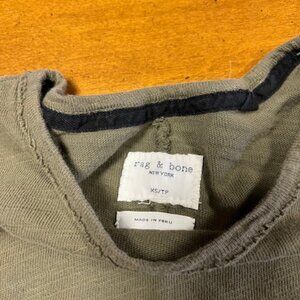 rag & bone
NEW YORK
XS/TP
MADE IN PERU